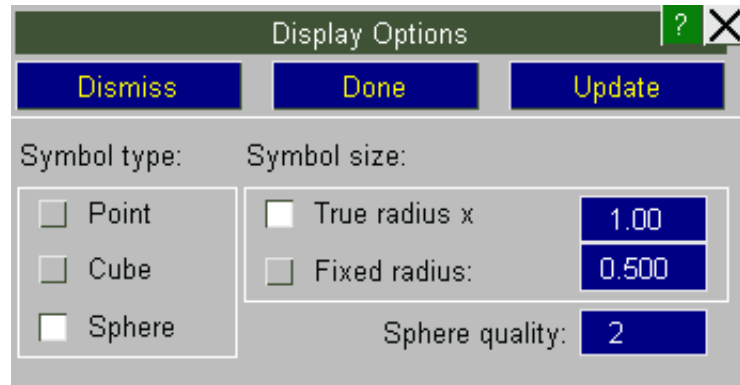 Display Options ?
Dismiss Done Update
Symbol type: Symbol size:
Point True radius x 1.00
Cube Fixed radius: 0.500
Sphere Sphere quality: 2